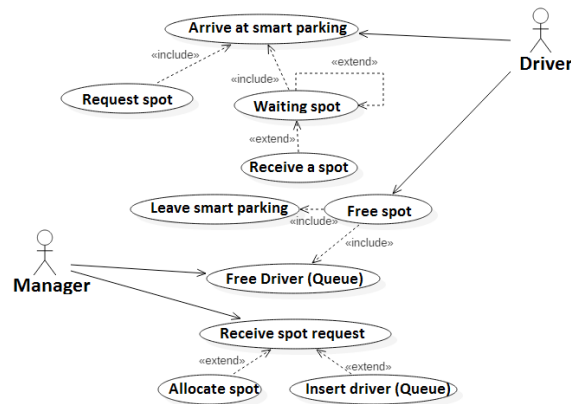 Arrive at smart parking
«include»
«include»
«extend»
Driver
Request spot
Waiting spot
«extend»
Receive a spot
Leave smart parking
«include»
Free spot
«include»
Manager
Free Driver (Queue)
Receive spot request
«extend»
«extend»
Allocate spot
Insert driver (Queue)